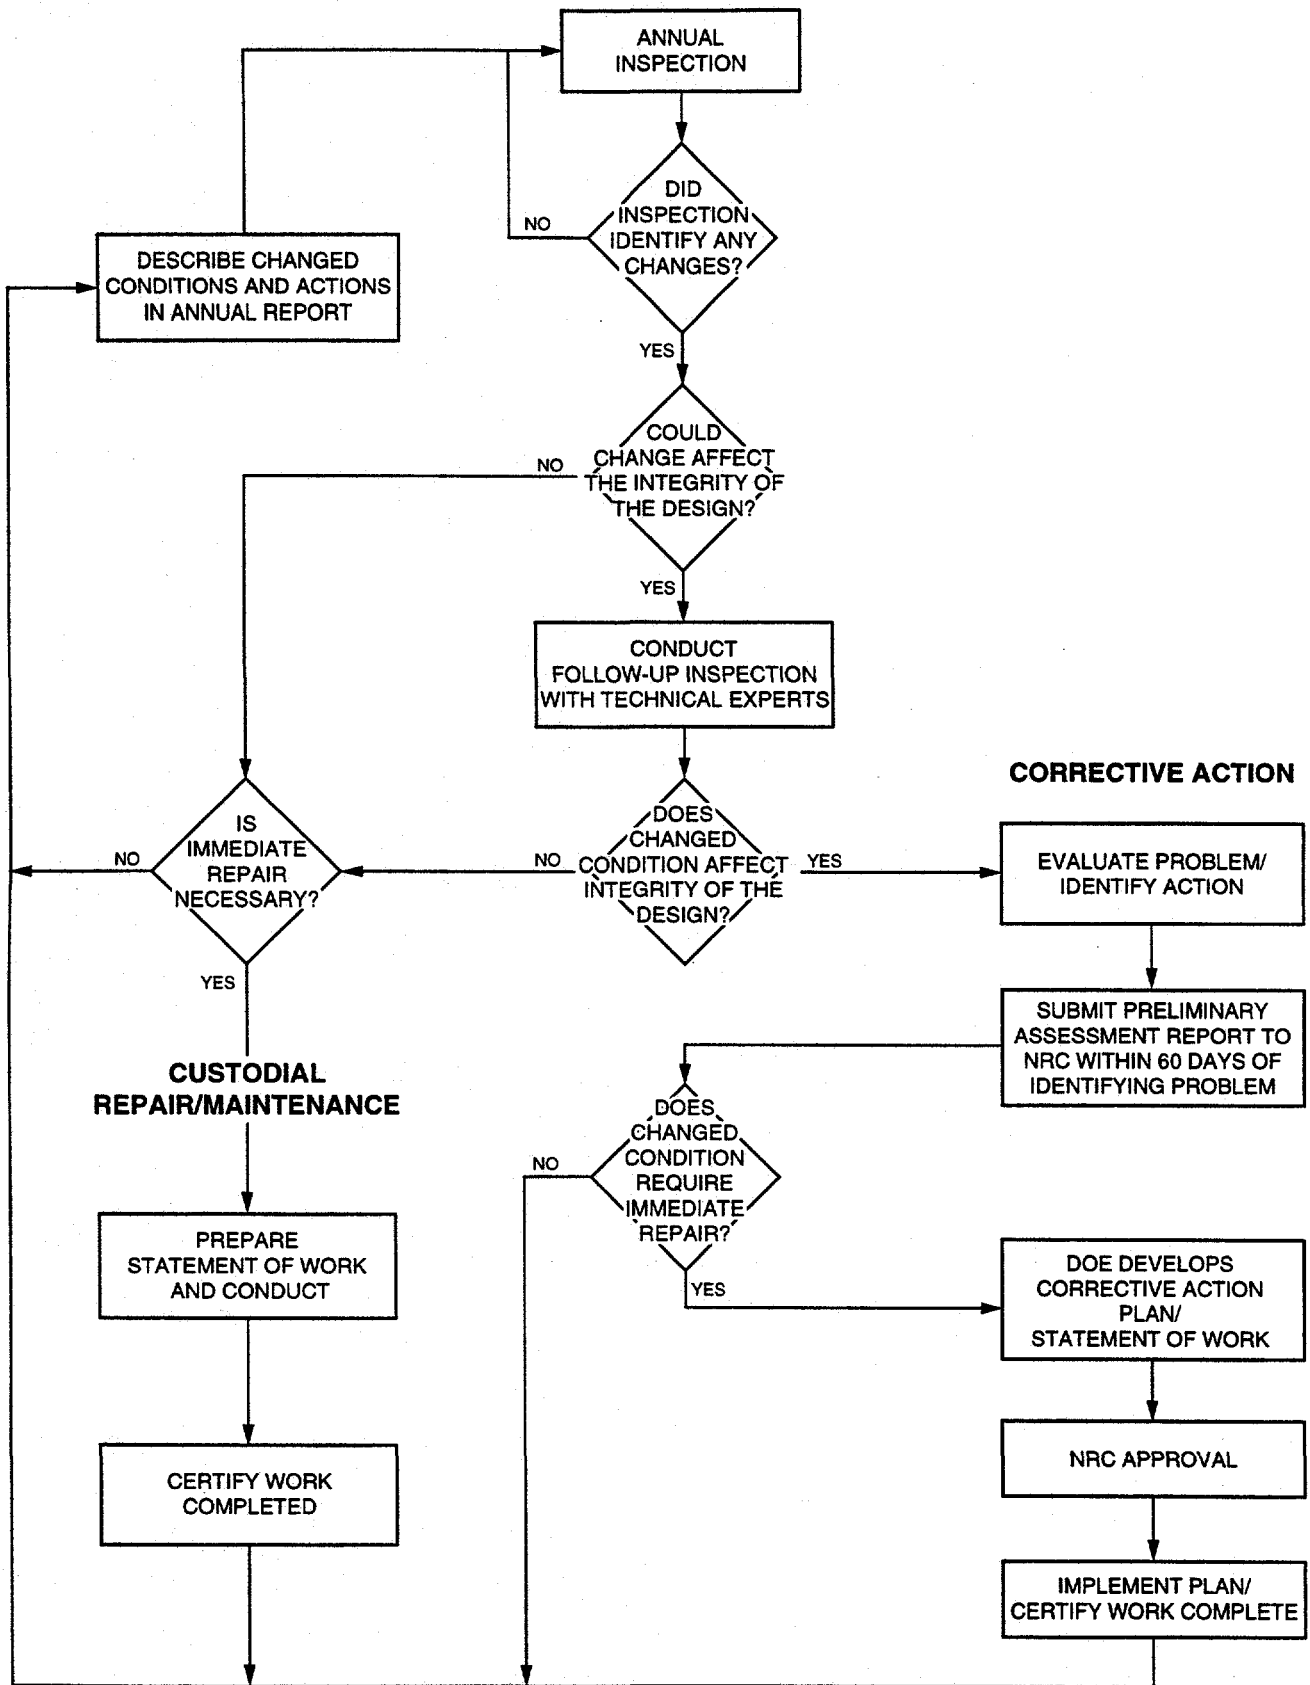 ANNUAL
INSPECTION
DID
INSPECTION
IDENTIFY ANY
CHANGES?
NO
DESCRIBE CHANGED
CONDITIONS AND ACTIONS
IN ANNUAL REPORT
YES
COULD
CHANGE AFFECT
THE INTEGRITY OF
THE DESIGN?
NO
YES
CONDUCT
FOLLOW-UP INSPECTION
WITH TECHNICAL EXPERTS
CORRECTIVE ACTION
IS
IMMEDIATE
REPAIR
NECESSARY?
NO
DOES
CHANGED
CONDITION AFFECT
INTEGRITY OF THE
DESIGN?
NO
YES
EVALUATE PROBLEM/
IDENTIFY ACTION
YES
SUBMIT PRELIMINARY
ASSESSMENT REPORT TO
NRC WITHIN 60 DAYS OF
IDENTIFYING PROBLEM
CUSTODIAL
REPAIR/MAINTENANCE
DOES
CHANGED
CONDITION
REQUIRE
IMMEDIATE
REPAIR?
NO
YES
PREPARE
STATEMENT OF WORK
AND CONDUCT
DOE DEVELOPS
CORRECTIVE ACTION
PLAN/
STATEMENT OF WORK
CERTIFY WORK
COMPLETED
NRC APPROVAL
IMPLEMENT PLAN/
CERTIFY WORK COMPLETE